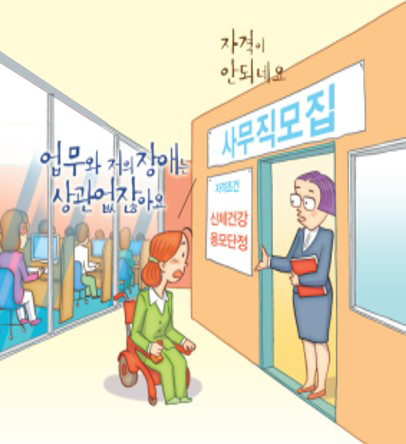 자격이
안되네요
사무직모집
자격조건
신체건강
용모단정
업무와 저의 장애는
상관없잖아요